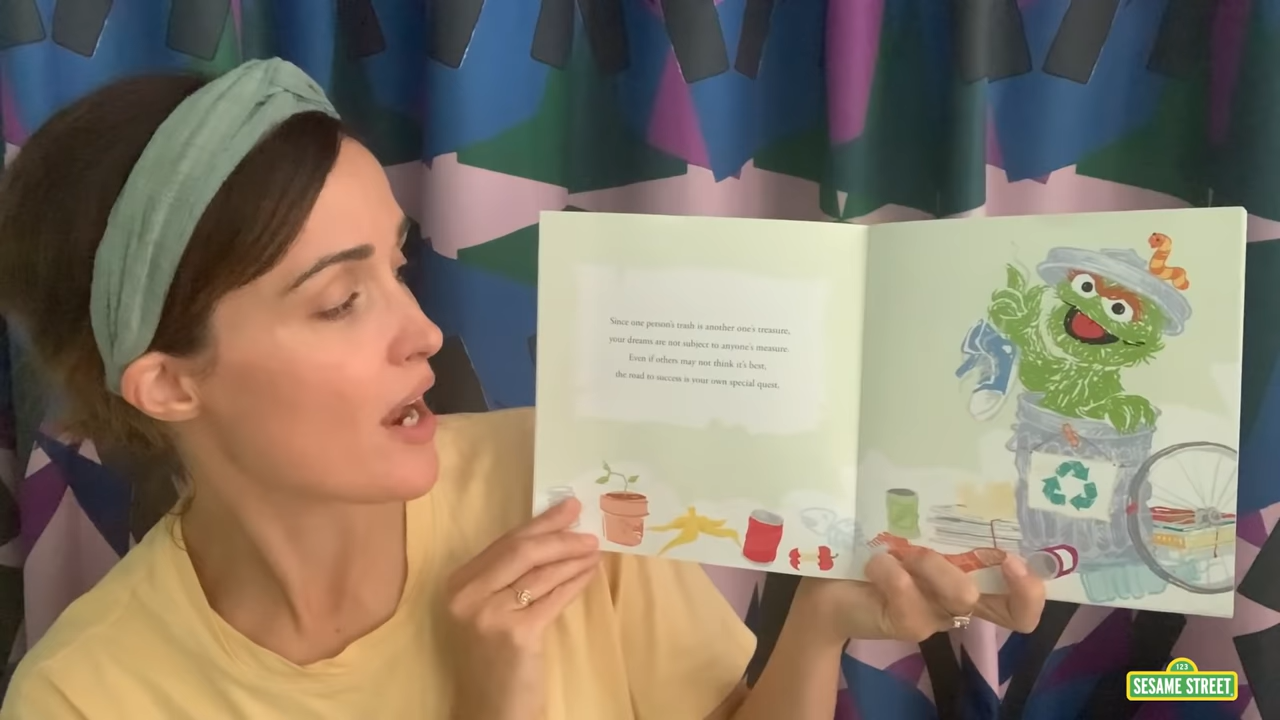 Since one person's trash is another one's treasure,
your dreams are not subject to anyone's measure.
Even if others may not think it's best,
the road to success is your own special quest.
123
SESAME STREET